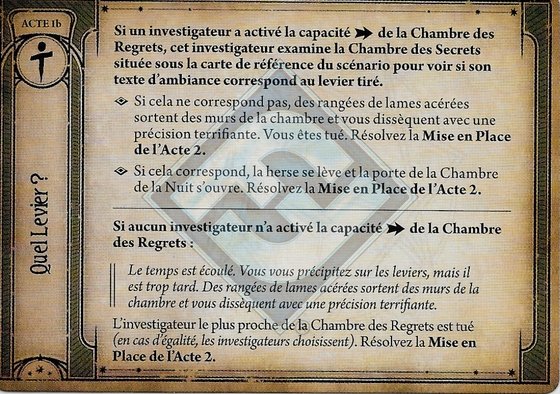 ACTE 1b
Quel Levier ?
Si un investigateur a activé la capacité ➔ de la Chambre des
Regrets, cet investigateur examine la Chambre des Secrets
située sous la carte de référence du scénario pour voir si son
texte d'ambiance correspond au levier tiré.
Si cela ne correspond pas, des rangées de lames acérées
sortent des murs de la chambre et vous dissèquent avec une
précision terrifiante. Vous êtes tué. Résolvez la Mise en Place
de l'Acte 2.
Si cela correspond, la herse se lève et la porte de la Chambre
de la Nuit s'ouvre. Résolvez la Mise en Place de l'Acte 2.
Si aucun investigateur n'a activé la capacité ➔ de la Chambre
des Regrets :
Le temps est écoulé. Vous vous précipitez sur les leviers, mais il
est trop tard. Des rangées de lames acérées sortent des murs de la
chambre et vous dissèquent avec une précision terrifiante.
L'investigateur le plus proche de la Chambre des Regrets est tué
(en cas d'égalité, les investigateurs choisissent). Résolvez la Mise en
Place de l'Acte 2.